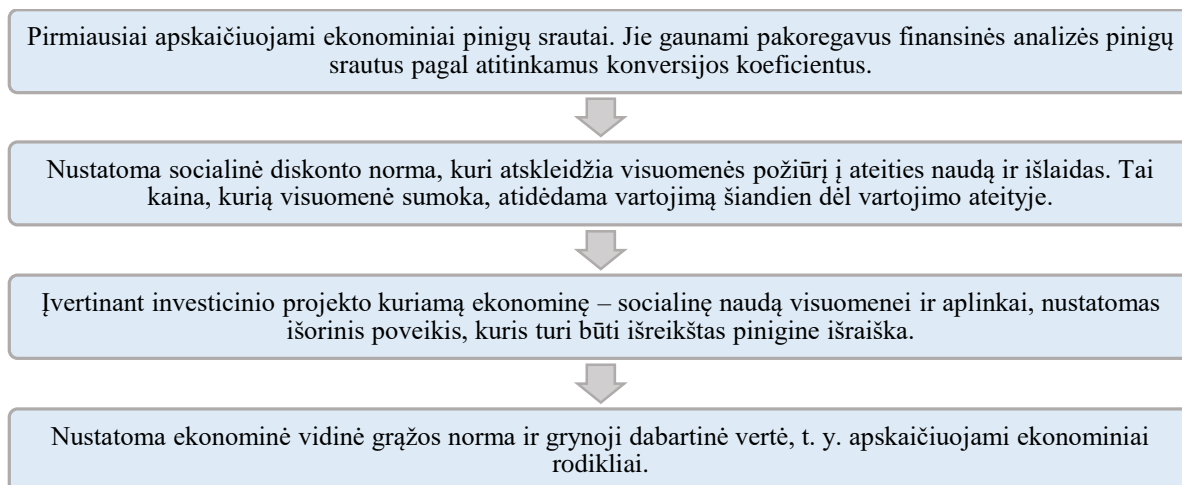 Pirmiausiai apskaičiuojami ekonominiai pinigų srautai. Jie gaunami pakoregavus finansinės analizės pinigų
srautus pagal atitinkamus konversijos koeficientus.
Nustatoma socialinė diskonto norma, kuri atskleidžia visuomenės požiūrį į ateities naudą ir išlaidas. Tai
kaina, kurią visuomenė sumoka, atidėdama vartojimą šiandien dėl vartojimo ateityje.
Įvertinant investicinio projekto kuriamą ekonominę – socialinę naudą visuomenei ir aplinkai, nustatomas
išorinis poveikis, kuris turi būti išreikštas pinigine išraiška.
Nustatoma ekonominė vidinė grąžos norma ir grynoji dabartinė vertė, t. y. apskaičiuojami ekonominiai
rodikliai.